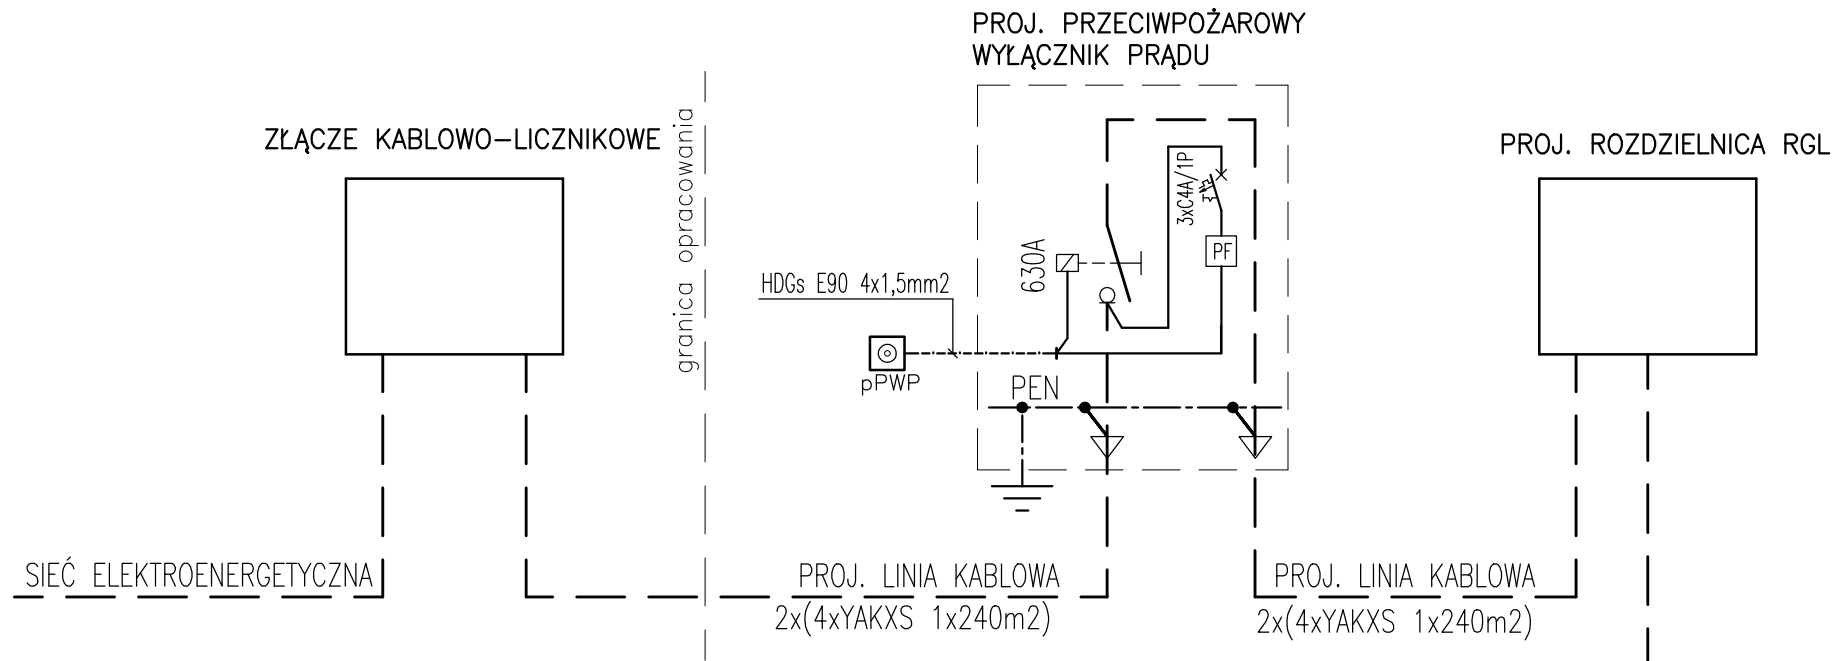 PROJ. PRZECIWPOŻAROWY
WYŁĄCZNIK PRĄDU
ZŁĄCZE KABLOWO-LICZNIKOWE
granica opracowania
PROJ. ROZDZIELNICA RGL
3xC4A/1P
630A
PF
HDGs E90 4x1,5mm2
pPWP
PEN
SIEĆ ELEKTROENERGETYCZNA
PROJ. LINIA KABLOWA
2x(4xYAKXS 1x240m2)
PROJ. LINIA KABLOWA
2x(4xYAKXS 1x240m2)